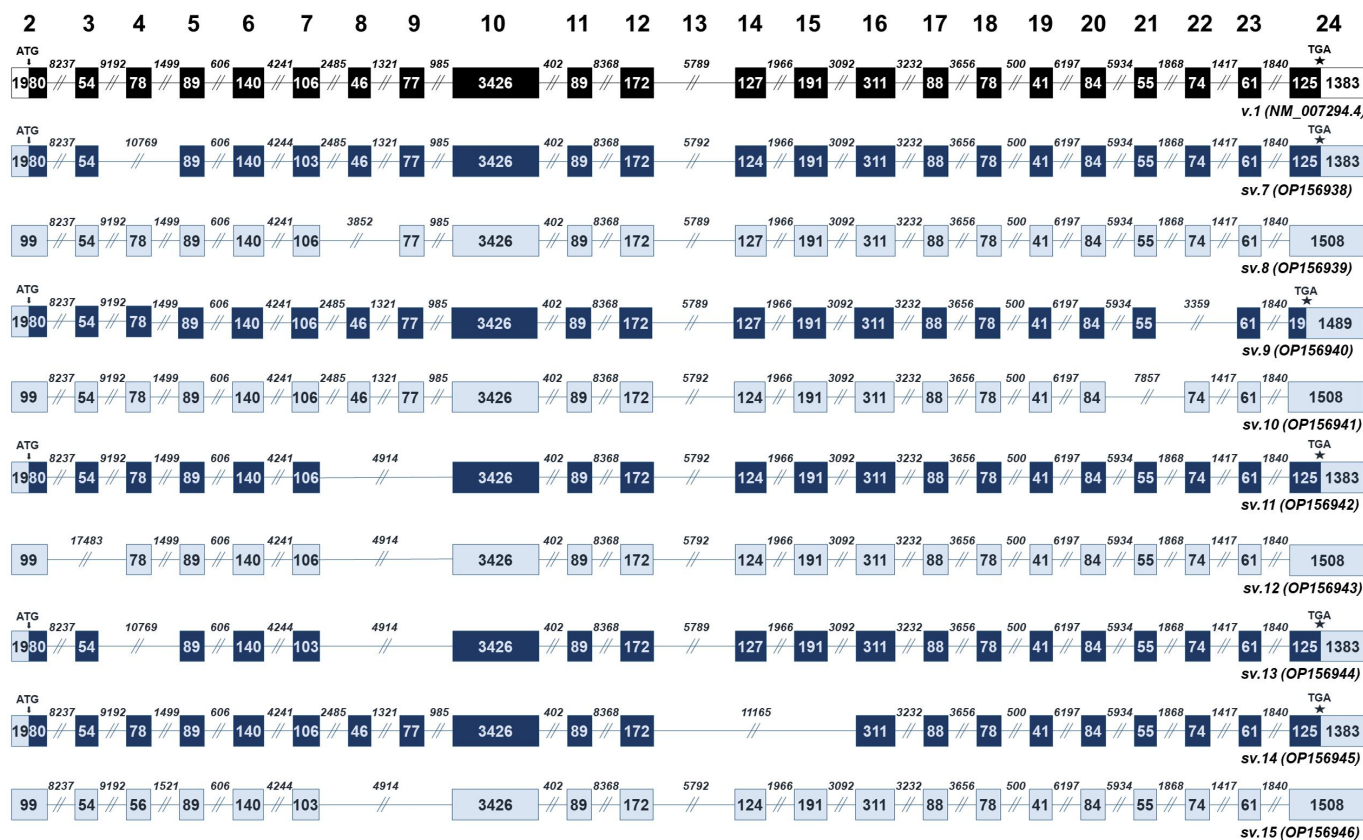 2 3 4 5 6 7 8 9 10 11 12 13 14 15 16 17 18 19 20 21 22 23 24
ATG TGA
8237 9192 1499 606 4241 2485 1321 985 402 8368 5789 1966 3092 3232 3656 500 6197 5934 1868 1417 1840
19 80 54 78 89 140 106 46 77 3426 89 172 127 191 311 88 78 41 84 55 74 61 125 1383
v.1 (NM_007294.4)
ATG TGA
8237 10769 606 4244 2485 1321 985 402 8368 5792 1966 3092 3232 3656 500 6197 5934 1868 1417 1840
19 80 54 89 140 103 46 77 3426 89 172 124 191 311 88 78 41 84 55 74 61 125 1383
sv.7 (OP156938)
8237 9192 1499 606 4241 3852 985 402 8368 5789 1966 3092 3232 3656 500 6197 5934 1868 1417 1840
99 54 78 89 140 106 77 3426 89 172 127 191 311 88 78 41 84 55 74 61 1508
sv.8 (OP156939)
ATG TGA
8237 9192 1499 606 4241 2485 1321 985 402 8368 5789 1966 3092 3232 3656 500 6197 5934 3359 1840
19 80 54 78 89 140 106 46 77 3426 89 172 127 191 311 88 78 41 84 55 61 19 1489
sv.9 (OP156940)
8237 9192 1499 606 4241 2485 1321 985 402 8368 5792 1966 3092 3232 3656 500 6197 7857 1417 1840
99 54 78 89 140 106 46 77 3426 89 172 124 191 311 88 78 41 84 74 61 1508
sv.10 (OP156941)
ATG TGA
8237 9192 1499 606 4241 4914 402 8368 5792 1966 3092 3232 3656 500 6197 5934 1868 1417 1840
19 80 54 78 89 140 106 3426 89 172 124 191 311 88 78 41 84 55 74 61 125 1383
sv.11 (OP156942)
17483 1499 606 4241 4914 402 8368 5792 1966 3092 3232 3656 500 6197 5934 1868 1417 1840
99 78 89 140 106 3426 89 172 124 191 311 88 78 41 84 55 74 61 1508
sv.12 (OP156943)
ATG TGA
8237 10769 606 4244 4914 402 8368 5789 1966 3092 3232 3656 500 6197 5934 1868 1417 1840
19 80 54 89 140 103 3426 89 172 127 191 311 88 78 41 84 55 74 61 125 1383
sv.13 (OP156944)
ATG TGA
8237 9192 1499 606 4241 2485 1321 985 402 8368 11165 3232 3656 500 6197 5934 1868 1417 1840
19 80 54 78 89 140 106 46 77 3426 89 172 311 88 78 41 84 55 74 61 125 1383
sv.14 (OP156945)
8237 9192 1521 606 4244 4914 402 8368 5792 1966 3092 3232 3656 500 6197 5934 1868 1417 1840
99 54 56 89 140 103 3426 89 172 124 191 311 88 78 41 84 55 74 61 1508
sv.15 (OP156946)